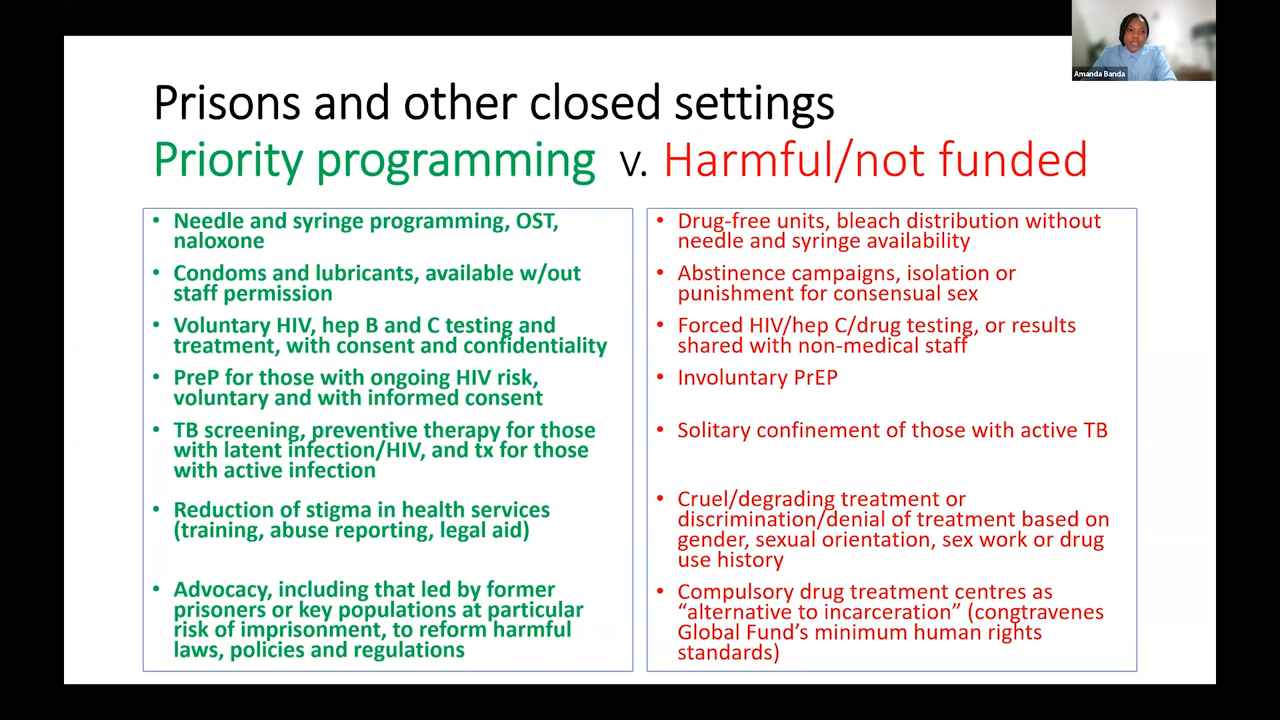 Amanda Banda
Prisons and other closed settings
Priority programming v. Harmful/not funded
• Needle and syringe programming, OST,
naloxone
• Condoms and lubricants, available w/out
staff permission
• Voluntary HIV, hep B and C testing and
treatment, with consent and confidentiality
• PreP for those with ongoing HIV risk,
voluntary and with informed consent
• TB screening, preventive therapy for those
with latent infection/HIV, and tx for those
with active infection
• Reduction of stigma in health services
(training, abuse reporting, legal aid)
• Advocacy, including that led by former
prisoners or key populations at particular
risk of imprisonment, to reform harmful
laws, policies and regulations
• Drug-free units, bleach distribution without
needle and syringe availability
• Abstinence campaigns, isolation or
punishment for consensual sex
• Forced HIV/hep C/drug testing, or results
shared with non-medical staff
• Involuntary PrEP
• Solitary confinement of those with active TB
• Cruel/degrading treatment or
discrimination/denial of treatment based on
gender, sexual orientation, sex work or drug
use history
• Compulsory drug treatment centres as
“alternative to incarceration” (congtravenes
Global Fund’s minimum human rights
standards)